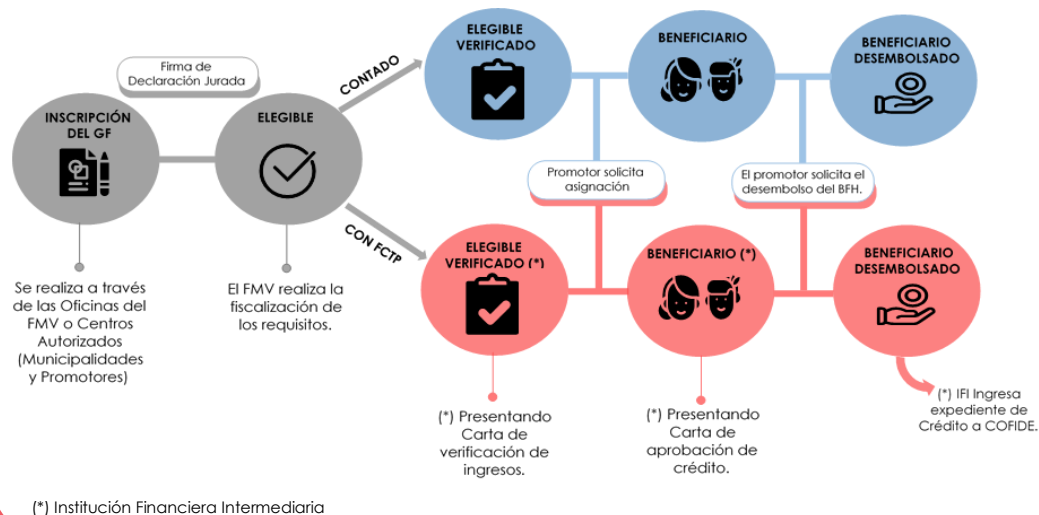 INSCRIPCIÓN
DEL GF
Firma de
Declaración Jurada
ELEGIBLE
Se realiza a través
de las Oficinas del
FMV o Centros
Autorizados
(Municipalidades
y Promotores)
El FMV realiza la
fiscalización de
los requisitos.
CONTADO
ELEGIBLE
VERIFICADO
BENEFICIARIO
BENEFICIARIO
DESEMBOLSADO
Promotor solicita
asignación
El promotor solicita el
desembolso del BFH.
CON FCTP
ELEGIBLE
VERIFICADO (*)
BENEFICIARIO (*)
BENEFICIARIO
DESEMBOLSADO
(*) Presentando
Carta de
verificación de
ingresos.
(*) Presentando
Carta de
aprobación de
crédito.
(*) IFI Ingresa
expediente de
Crédito a COFIDE.
(*) Institución Financiera Intermediaria